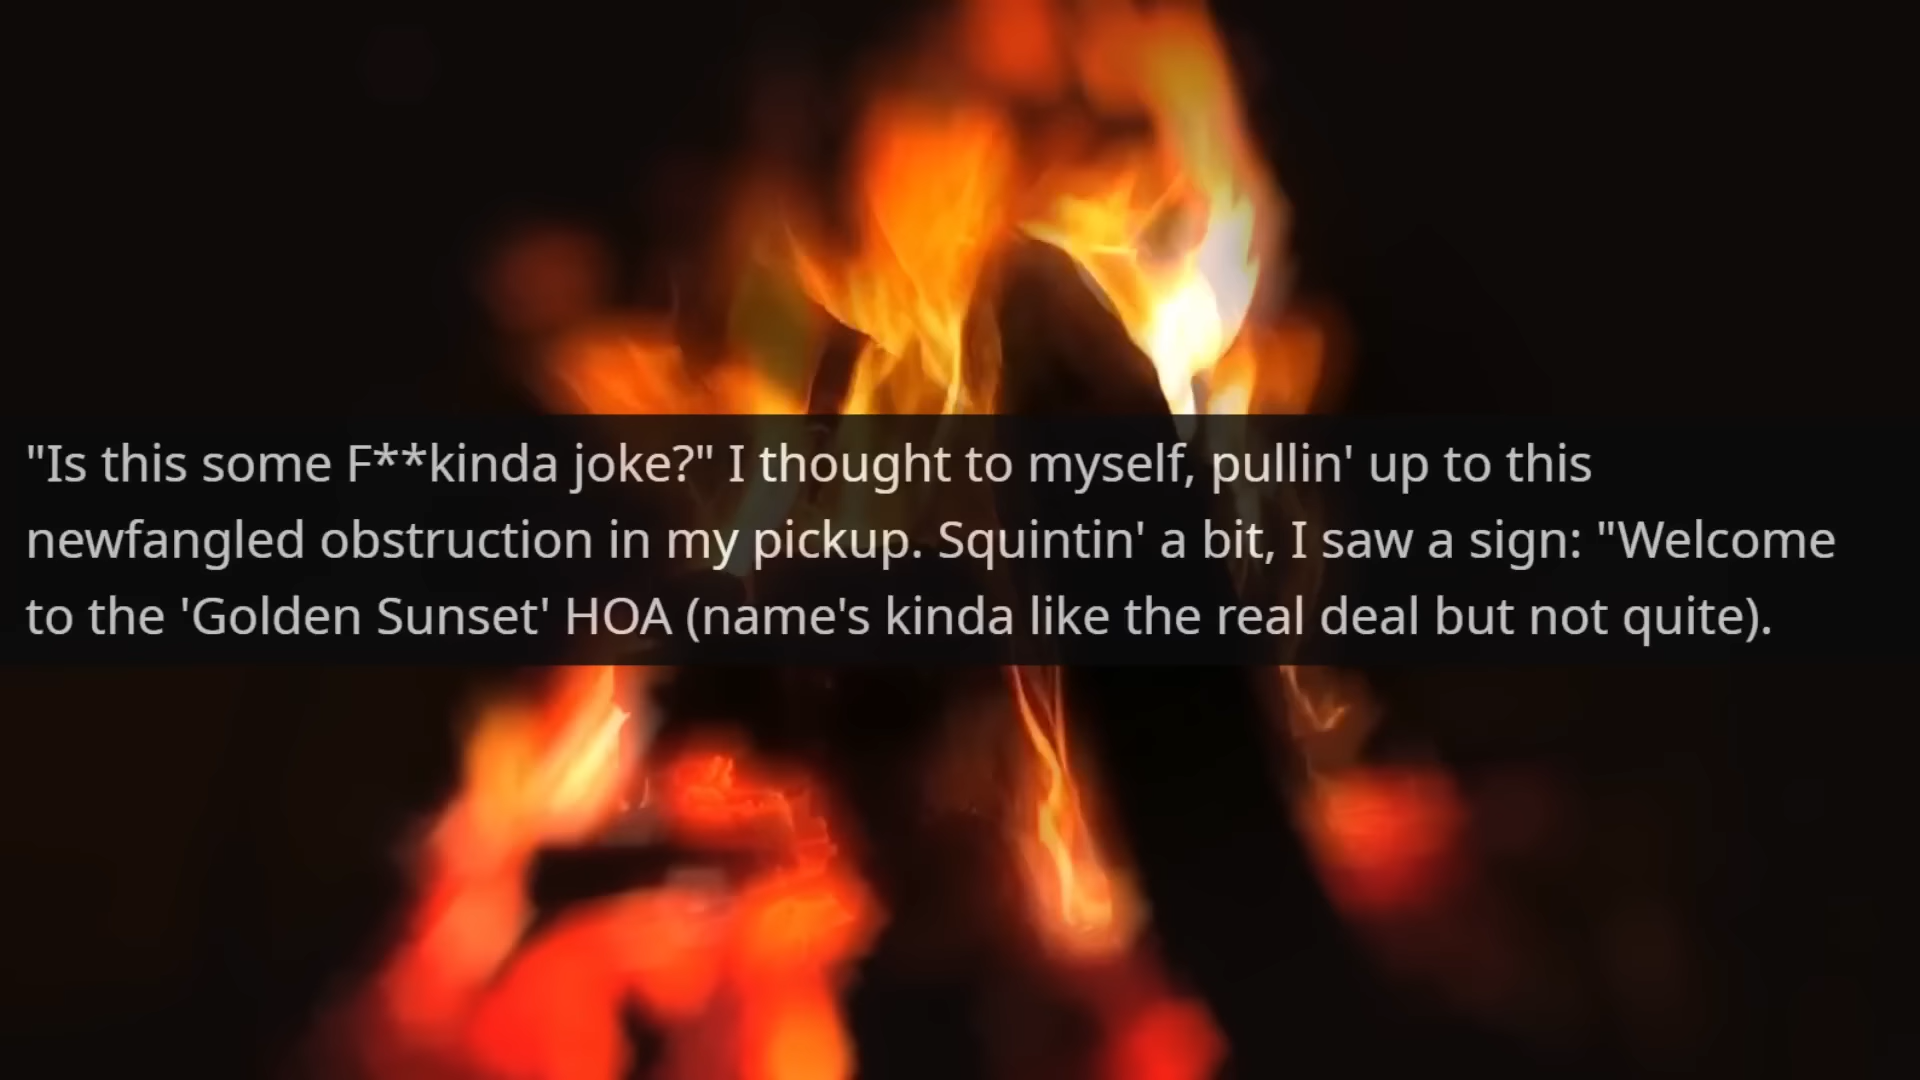 "Is this some F**kinda joke?" I thought to myself, pullin' up to this
newfangled obstruction in my pickup. Squintin' a bit, I saw a sign: "Welcome
to the 'Golden Sunset' HOA (name's kinda like the real deal but not quite).